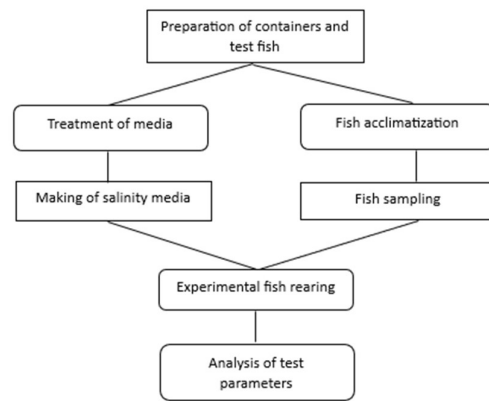 Preparation of containers and
test fish
Treatment of media
Fish acclimatization
Making of salinity media
Fish sampling
Experimental fish rearing
Analysis of test
parameters